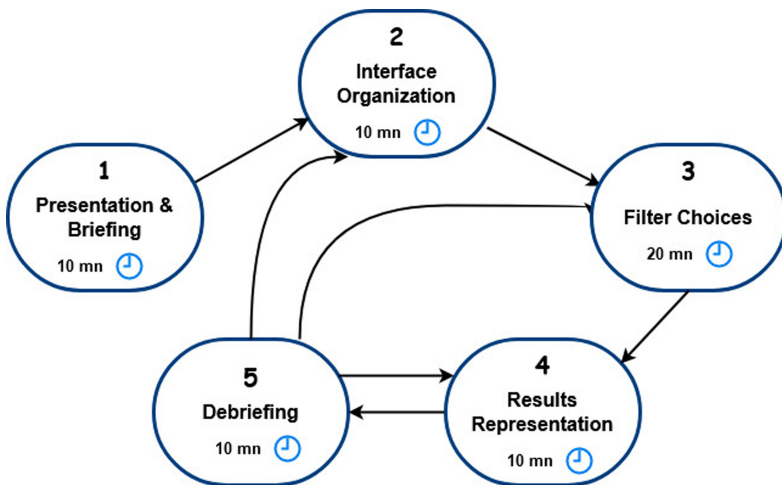 1
Presentation &
Briefing
10 mn
2
Interface
Organization
10 mn
3
Filter Choices
20 mn
4
Results
Representation
10 mn
5
Debriefing
10 mn